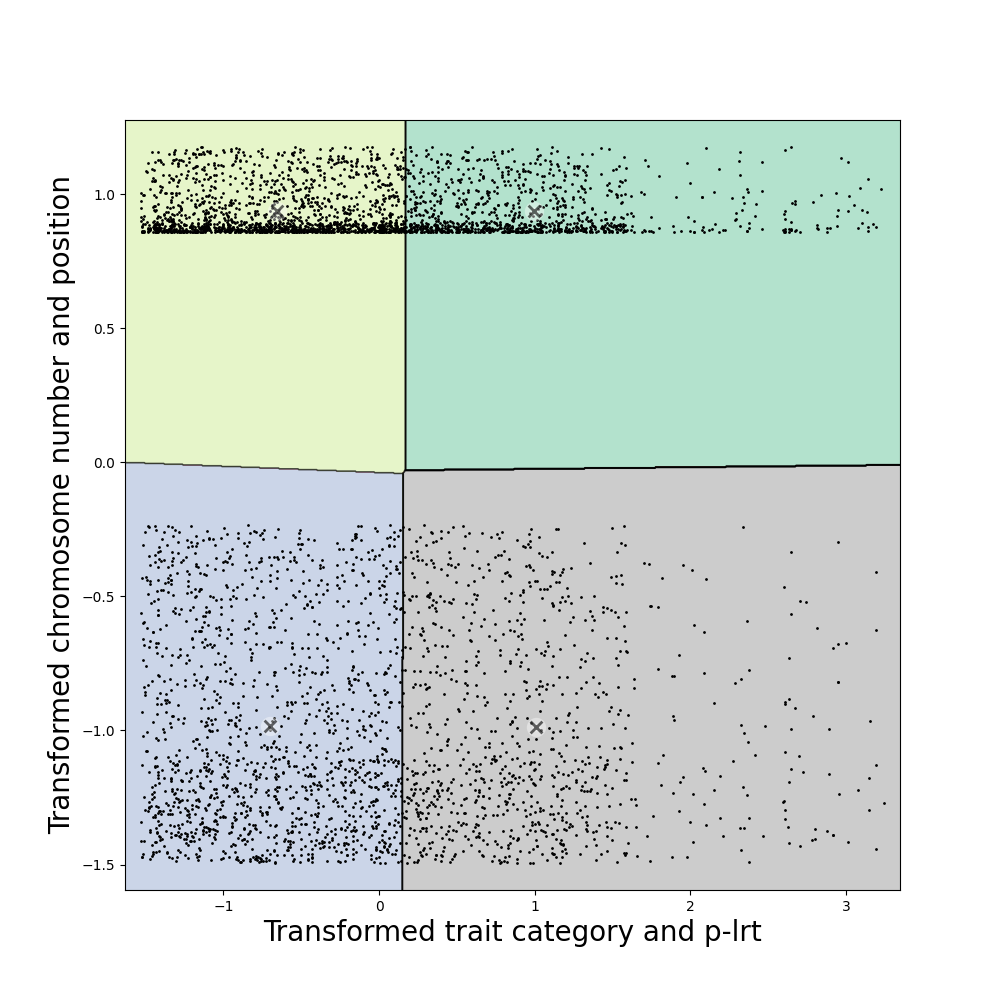 Transformed chromosome number and position
1.0
0.5
0.0
−0.5
−1.0
−1.5
−1 0 1 2 3
Transformed trait category and p-lrt